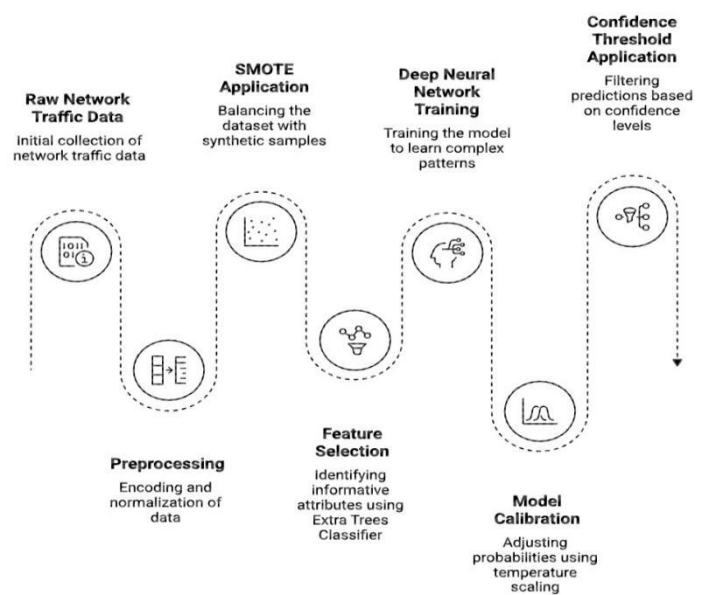 Raw Network
Traffic Data
Initial collection of
network traffic data
1011
01
i
Preprocessing
Encoding and
normalization of
data
SMOTE
Application
Balancing the
dataset with
synthetic samples
Feature
Selection
Identifying
informative
attributes using
Extra Trees
Classifier
Deep Neural
Network
Training
Training the model
to learn complex
patterns
Model
Calibration
Adjusting
probabilities using
temperature
scaling
Confidence
Threshold
Application
Filtering
predictions based
on confidence
levels